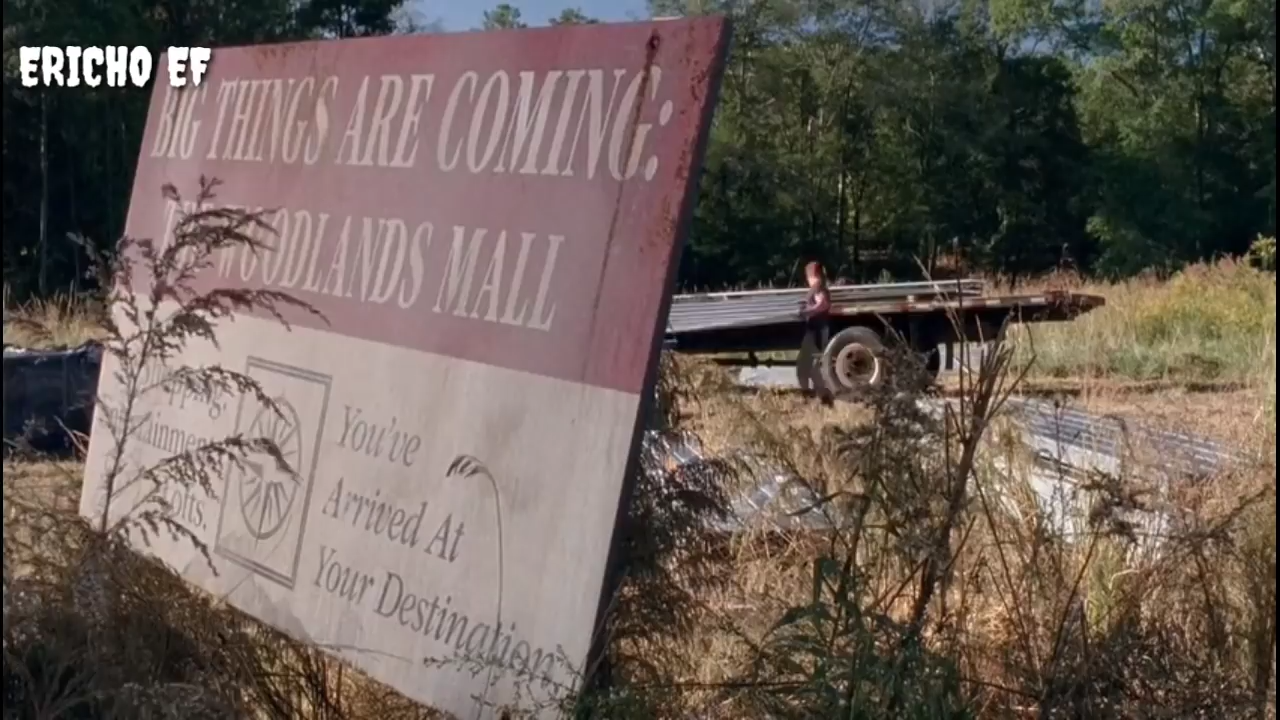 ERICHO EF
BIG THINGS ARE COMING:
WOODLANDS MALL
You've
Arrived At
Your Destination